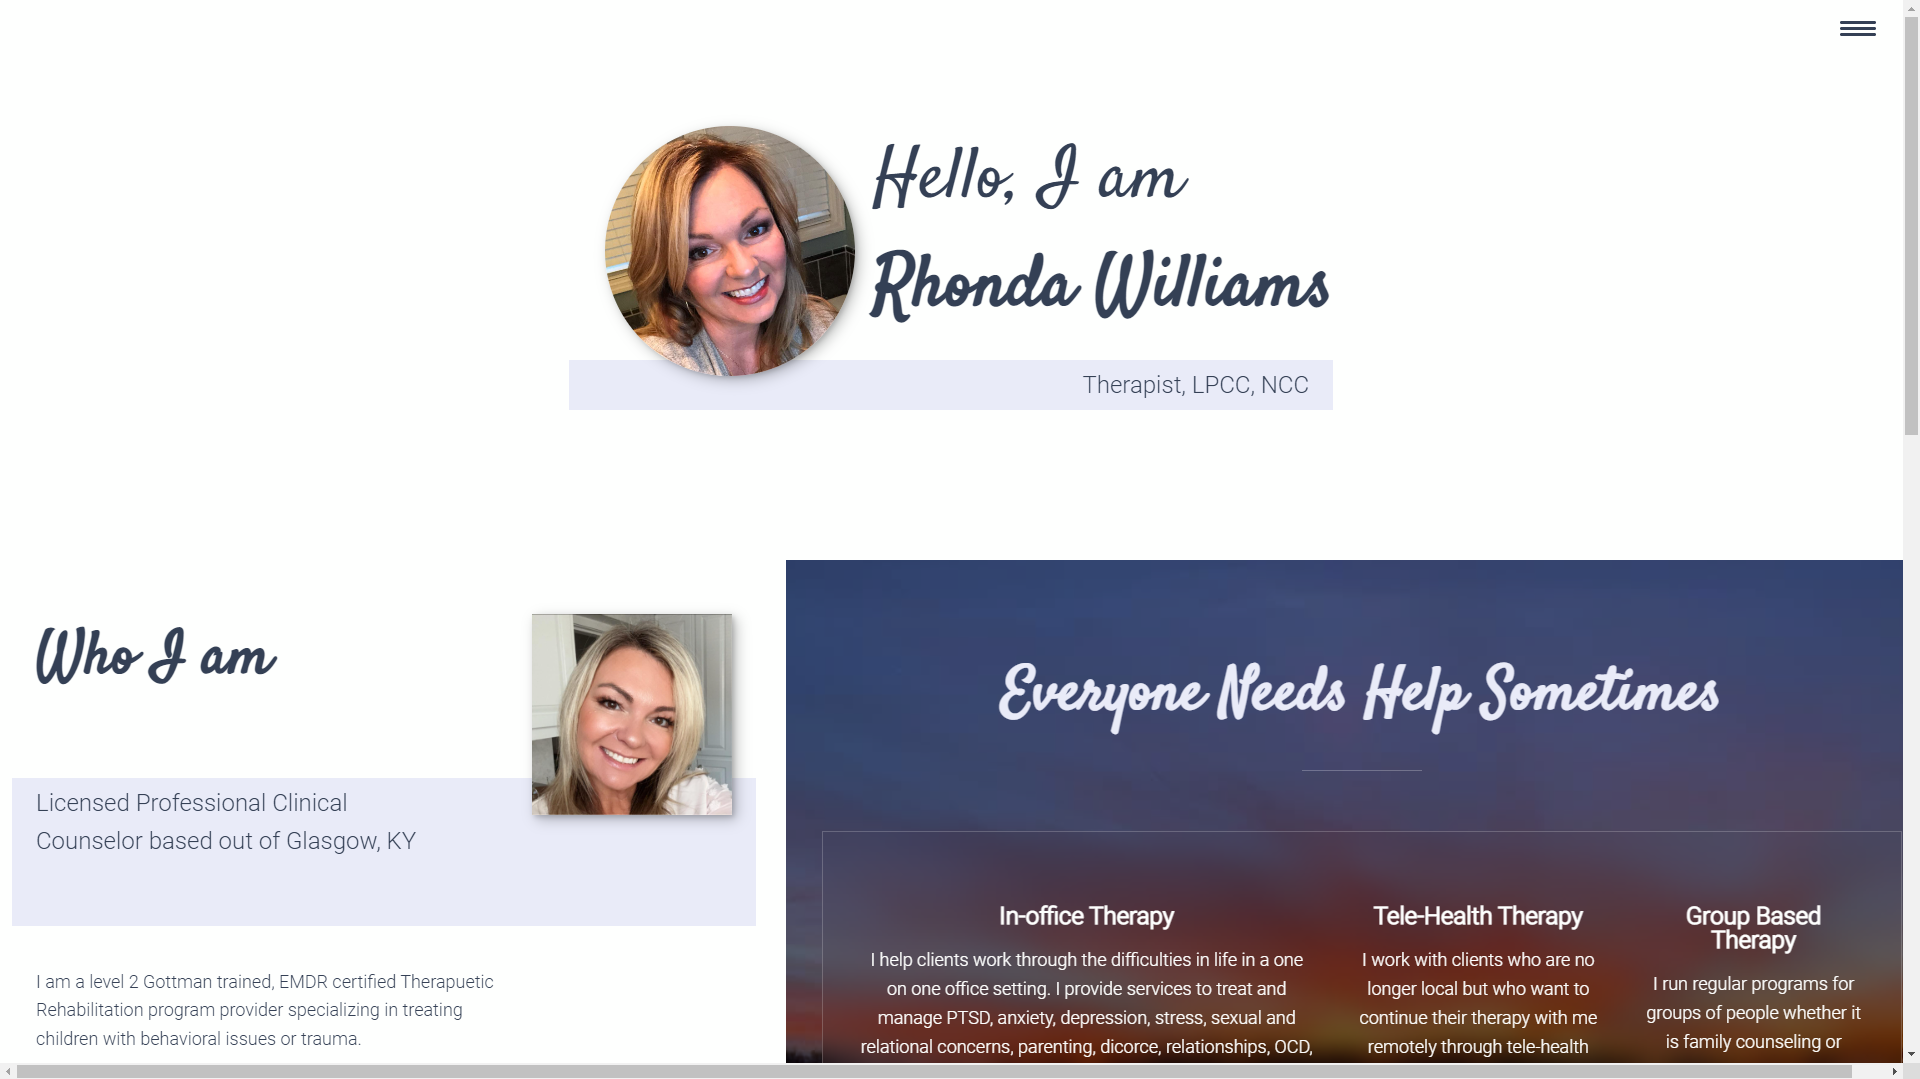 Hello, I am
Rhonda Williams
Therapist, LPCC, NCC
Who I am
Licensed Professional Clinical
Counselor based out of Glasgow, KY
I am a level 2 Gottman trained, EMDR certified Therapuetic
Rehabilitation program provider specializing in treating
children with behavioral issues or trauma.
Everyone Needs Help Sometimes
In-office Therapy
I help clients work through the difficulties in life in a one
on one office setting. I provide services to treat and
manage PTSD, anxiety, depression, stress, sexual and
relational concerns, parenting, dicorce, relationships, OCD,
Tele-Health Therapy
I work with clients who are no
longer local but who want to
continue their therapy with me
remotely through tele-health
Group Based
Therapy
I run regular programs for
groups of people whether it
is family counseling or